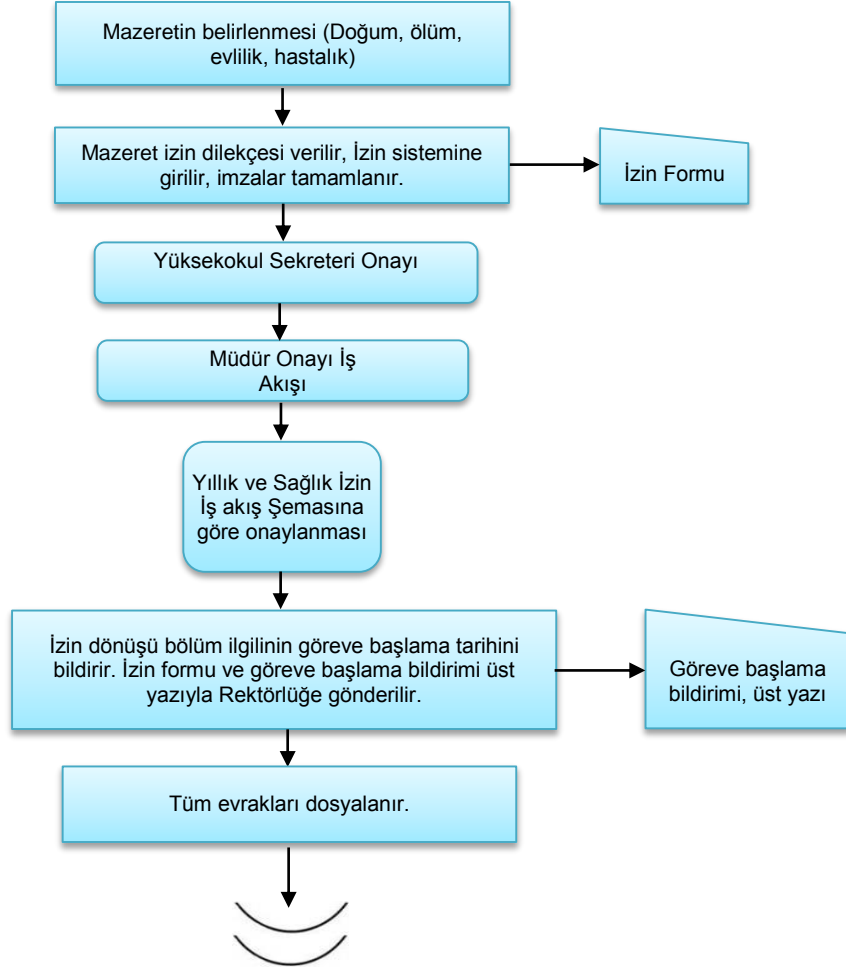 Mazeretin belirlenmesi (Doğum, ölüm,
evlilik, hastalık)
Mazeret izin dilekçesi verilir, İzin sistemine
girilir, imzalar tamamlanır.
İzin Formu
Yüksekokul Sekreteri Onayı
Müdür Onayı İş
Akışı
Yıllık ve Sağlık İzin
İş akış Şemasına
göre onaylanması
İzin dönüşü bölüm ilgilinin göreve başlama tarihini
bildirir. İzin formu ve göreve başlama bildirimi üst
yazıyla Rektörlüğe gönderilir.
Göreve başlama
bildirimi, üst yazı
Tüm evrakları dosyalanır.